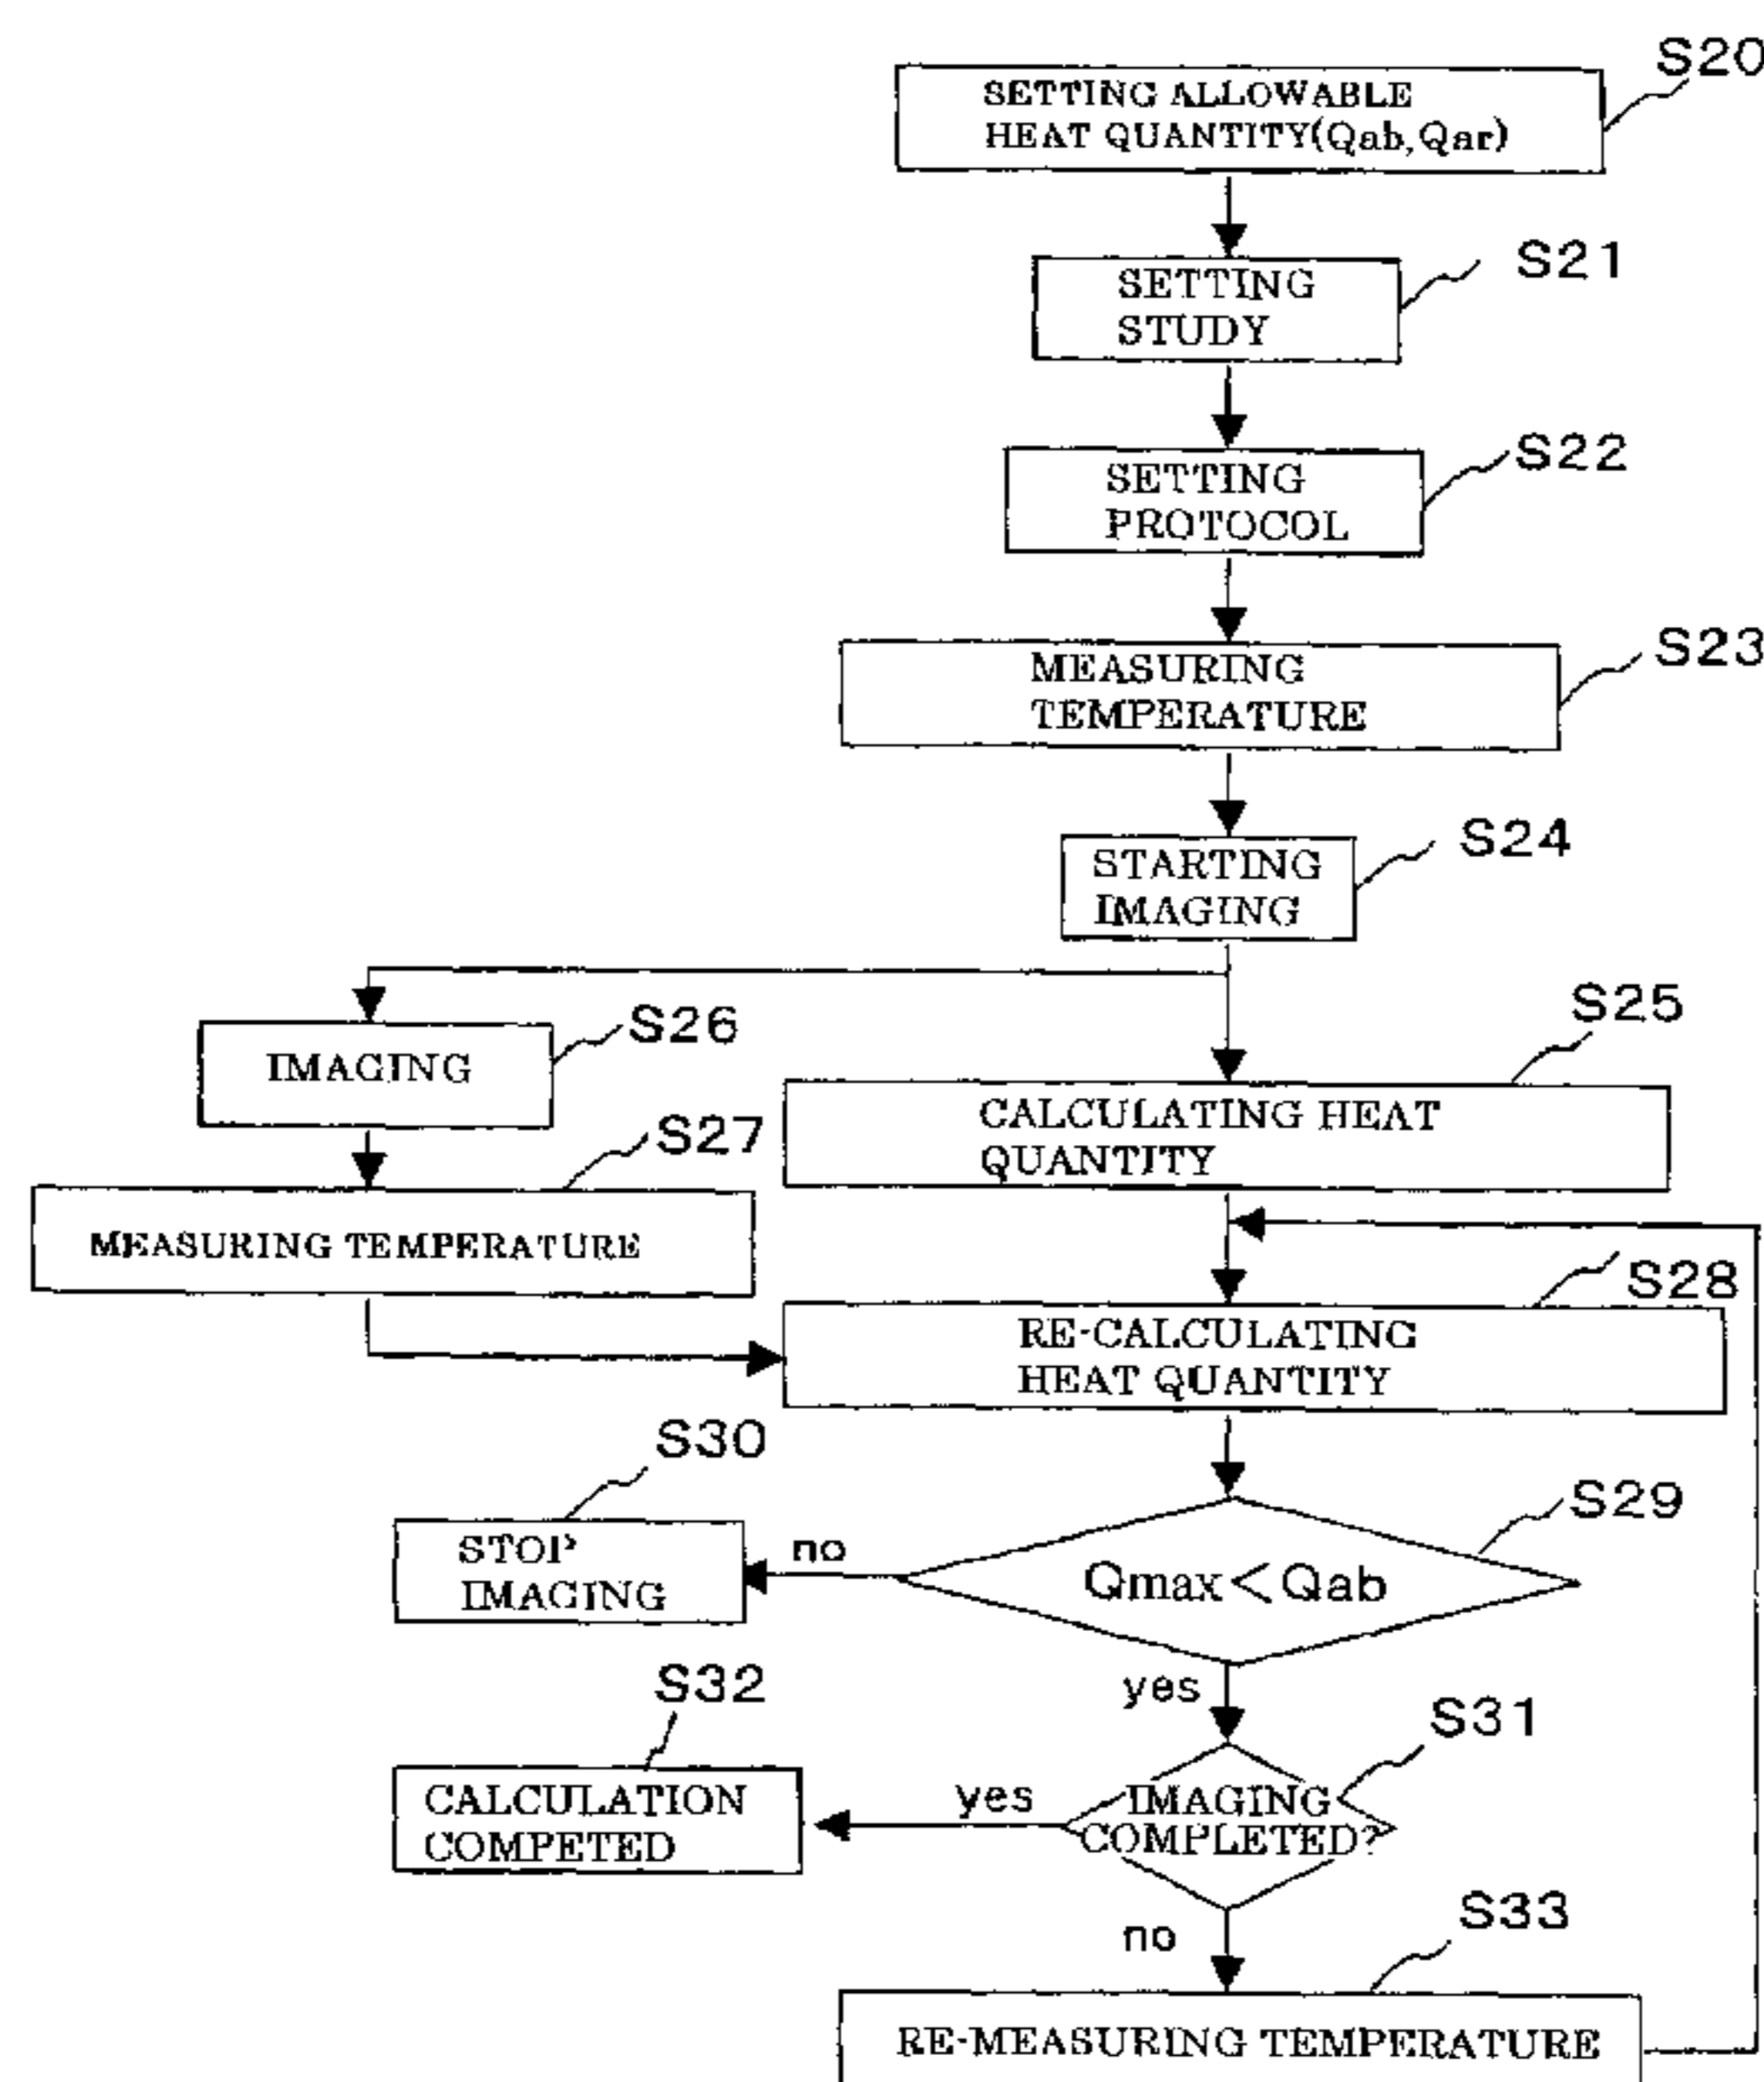 S20
SETTING ALLOWABLE
HEAT QUANTITY(Qab,Qar)
S21
SETTING
STUDY
S22
SETTING
PROTOCOL
S23
MEASURING
TEMPERATURE
S24
STARTING
IMAGING
S26
IMAGING
S25
CALCULATING HEAT
QUANTITY
S27
MEASURING TEMPERATURE
S28
RE-CALCULATING
HEAT QUANTITY
S30
STOP
IMAGING
no
S29
Qmax<Qab
yes
S32
CALCULATION
COMPETED
yes
S31
IMAGING
COMPLETED?
no
S33
RE-MEASURING TEMPERATURE